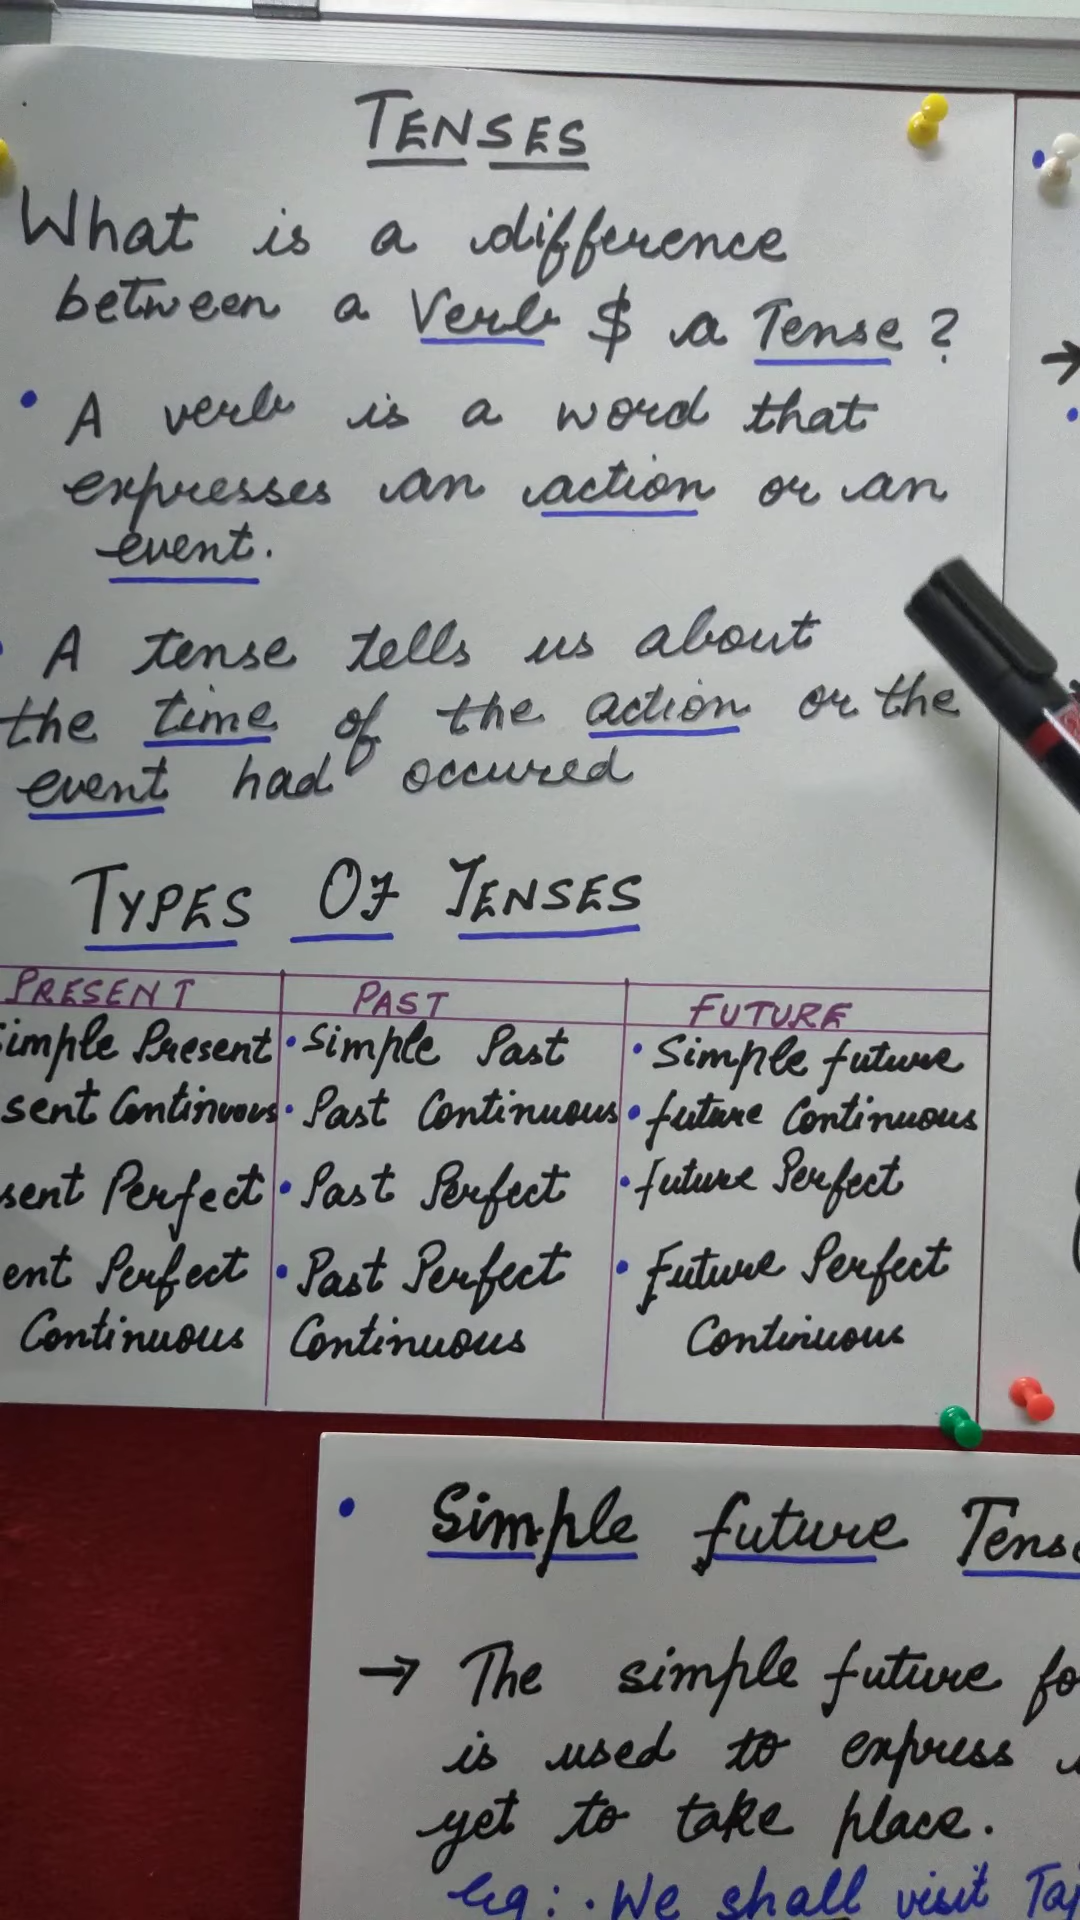 TENSES
What is a difference
between a Verb $ a Tense ?
• A verb is a word that
expresses an action or an
event.
• A tense tells us about
the time of the action or the
event had occured
TYPES OF TENSES
PRESENT PAST FUTURE
imple Present • Simple Past • Simple future
sent Continuous • Past Continuous • future Continuous
sent Perfect • Past Perfect • future Perfect
ent Perfect • Past Perfect • Future Perfect
Continuous Continuous Continuous
• Simple future Tense
→ The simple future fo
is used to express
yet to take place.
eg: . We shall visit Taj